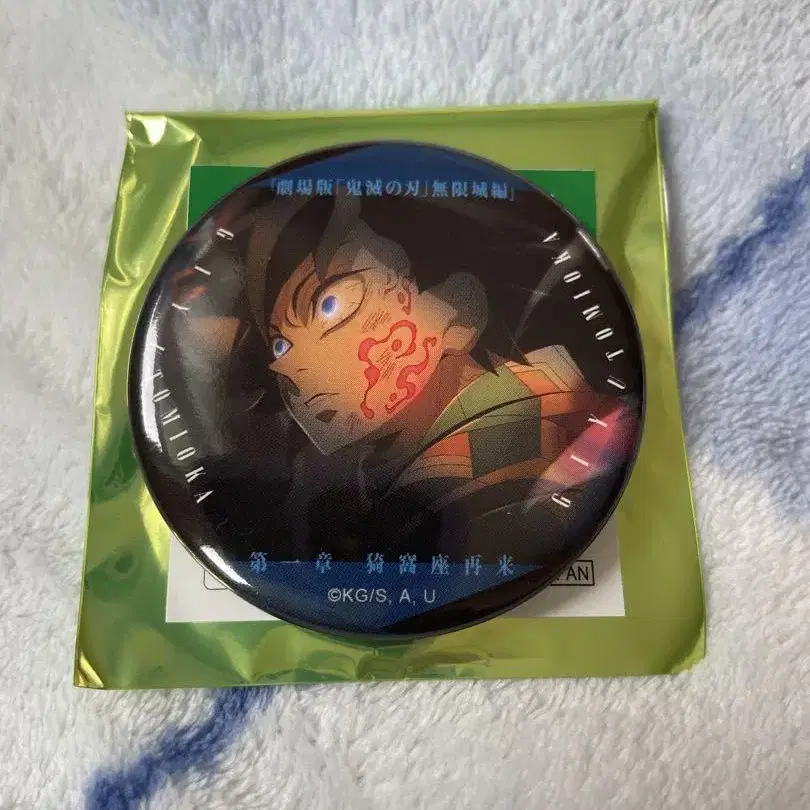 「劇場版「鬼滅の刃」無限城編」
GIYU TOMIOKA
GIYU TOMIOKA
第一章 猗窩座再来
©KG/S, A, U